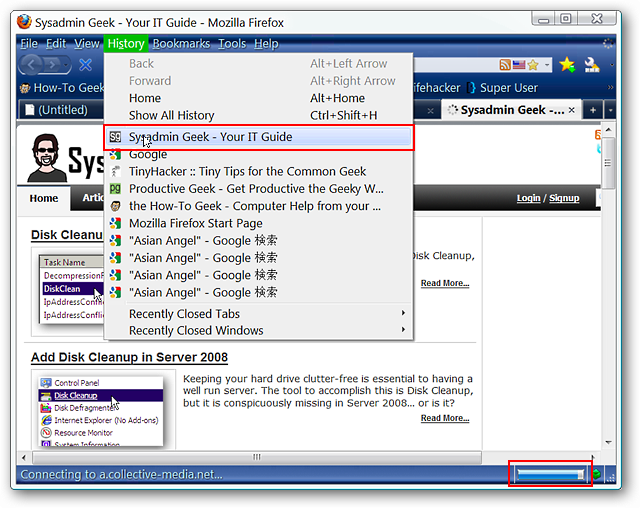 Sysadmin Geek - Your IT Guide - Mozilla Firefox
File Edit View History Bookmarks Tools Help
How-To Geek
ifehacker } Super User
(Untitled)
Sysadmin Geek -...
Back Alt+Left Arrow
Forward Alt+Right Arrow
Home Alt+Home
Show All History Ctrl+Shift+H
SG Sysadmin Geek - Your IT Guide
Google
TinyHacker :: Tiny Tips for the Common Geek
pg Productive Geek - Get Productive the Geeky W...
the How-To Geek - Computer Help from your ...
Mozilla Firefox Start Page
"Asian Angel" - Google 検索
"Asian Angel" - Google 検索
"Asian Angel" - Google 検索
"Asian Angel" - Google 検索
Recently Closed Tabs
Recently Closed Windows
Sys
Home Artic
Login / Signup
Disk Cleanu
Task Name
DecompressionF
DiskClean
IpAddressConfli
IpAddressConfli
Disk Cleanup,
Read More...
Add Disk Cleanup in Server 2008
Control Panel
Disk Cleanup
Disk Defragmenter
Internet Explorer (No Add-ons)
Resource Monitor
System Information
Keeping your hard drive clutter-free is essential to having a
well run server. The tool to accomplish this is Disk Cleanup,
but it is conspicuously missing in Server 2008... or is it?
Read More...
Connecting to a.collective-media.net...